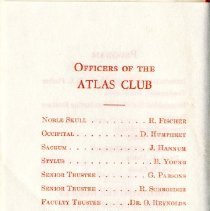 Officers of the
ATLAS CLUB
Noble Skull . . . . . . . . . R. Fischer
Occipital . . . . . . . . . D. Humphrey
Sacrum . . . . . . . . . . J. Hannum
Stylus . . . . . . . . . . . B. Young
Senior Trustee . . . . . . . G. Parsons
Senior Trustee . . . . . . R. Schroeder
Faculty Trustee . . . . Dr. O. Reynolds